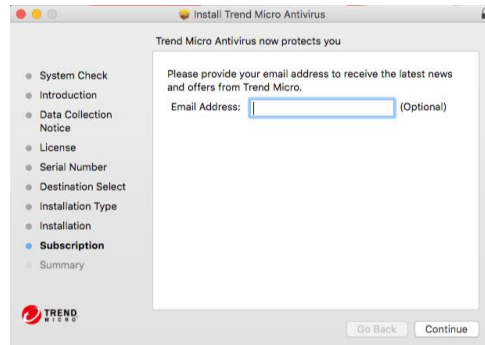 Install Trend Micro Antivirus
Trend Micro Antivirus now protects you
System Check
Introduction
Data Collection
Notice
License
Serial Number
Destination Select
Installation Type
Installation
Subscription
Summary
Please provide your email address to receive the latest news
and offers from Trend Micro.
Email Address:
(Optional)
TREND
MICRO
Go Back
Continue